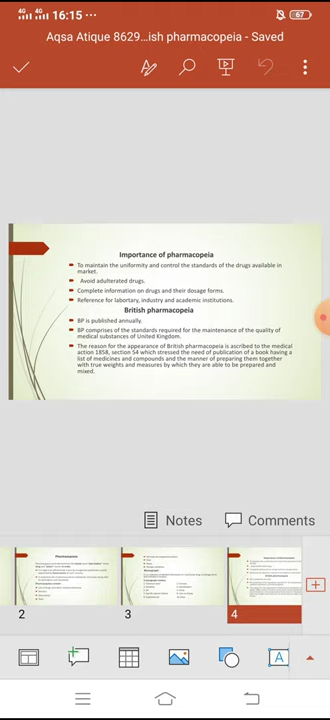 4G 4G 16:15 ... 67
Aqsa Atique 8629...ish pharmacopeia - Saved
Importance of pharmacopeia
To maintain the uniformity and control the standards of the drugs available in
market.
Avoid adulterated drugs.
Complete information on drugs and their dosage forms.
Reference for labortary, industry and academic institutions.
British pharmacopeia
BP is published annually.
BP comprises of the standards required for the maintenance of the quality of
medical substances of United Kingdom.
The reason for the appearance of British pharmacopeia is ascribed to the medical
action 1858, section 54 which stressed the need of publication of a book having a
list of medicines and compounds and the manner of preparing them together
with true weights and measures by which they are able to be prepared and
mixed.
Notes Comments
2 3 4
A